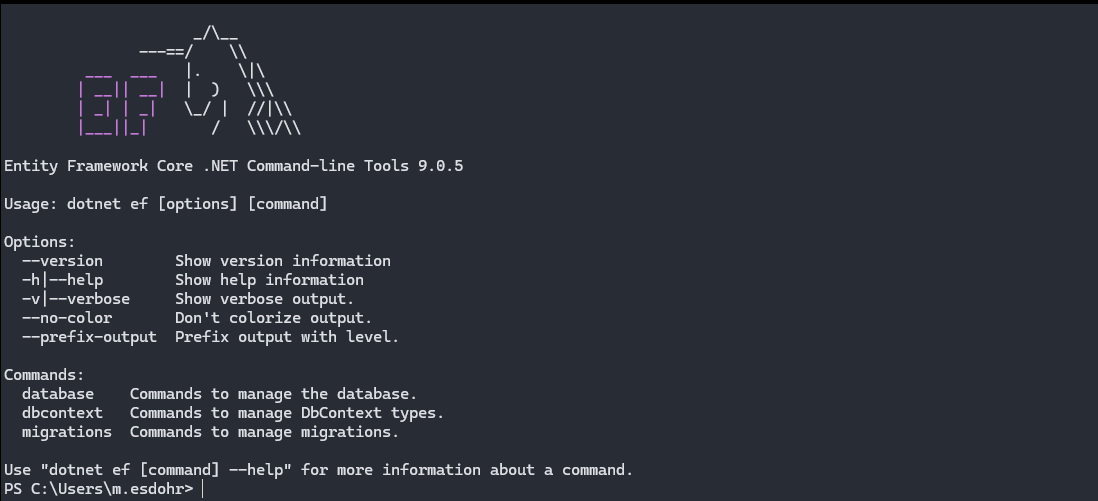 _/\__
               ---==/    \\
         ___  ___   |.    \|\
        | __|| __|  |  )   \\\
        | _| | _|   \_/ |  //|\\
        |___||_|       /   \\\/\\

Entity Framework Core .NET Command-line Tools 9.0.5

Usage: dotnet ef [options] [command]

Options:
  --version        Show version information
  -h|--help        Show help information
  -v|--verbose     Show verbose output.
  --no-color       Don't colorize output.
  --prefix-output  Prefix output with level.

Commands:
  database    Commands to manage the database.
  dbcontext   Commands to manage DbContext types.
  migrations  Commands to manage migrations.

Use "dotnet ef [command] --help" for more information about a command.
PS C:\Users\m.esdohr>